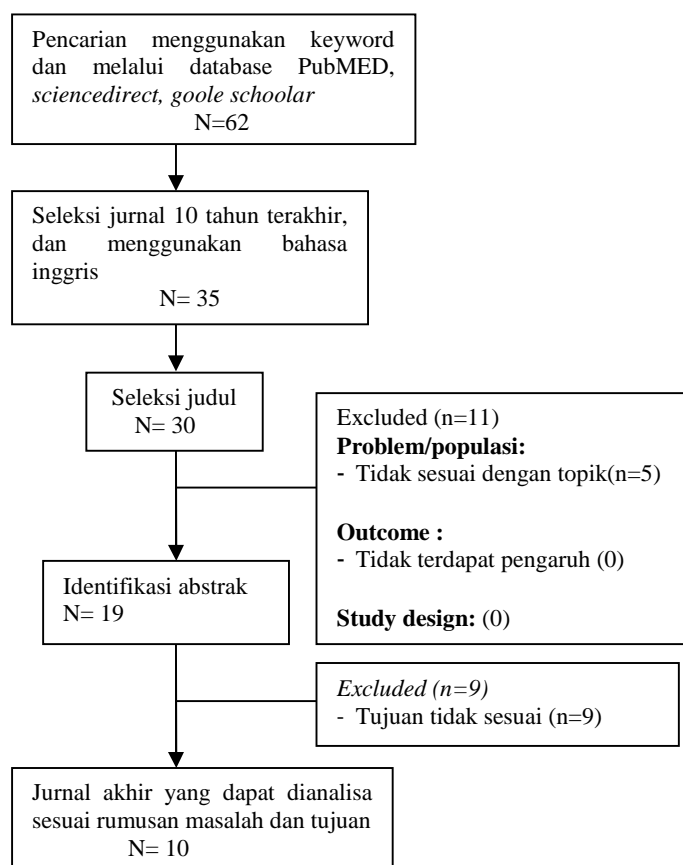 Pencarian menggunakan keyword
dan melalui database PubMED,
sciencedirect, goole schoolar
N=62
Seleksi jurnal 10 tahun terakhir,
dan menggunakan bahasa
inggris
N= 35
Seleksi judul
N= 30
Excluded (n=11)
Problem/populasi:
- Tidak sesuai dengan topik(n=5)
Outcome :
- Tidak terdapat pengaruh (0)
Study design: (0)
Identifikasi abstrak
N= 19
Excluded (n=9)
- Tujuan tidak sesuai (n=9)
Jurnal akhir yang dapat dianalisa
sesuai rumusan masalah dan tujuan
N= 10